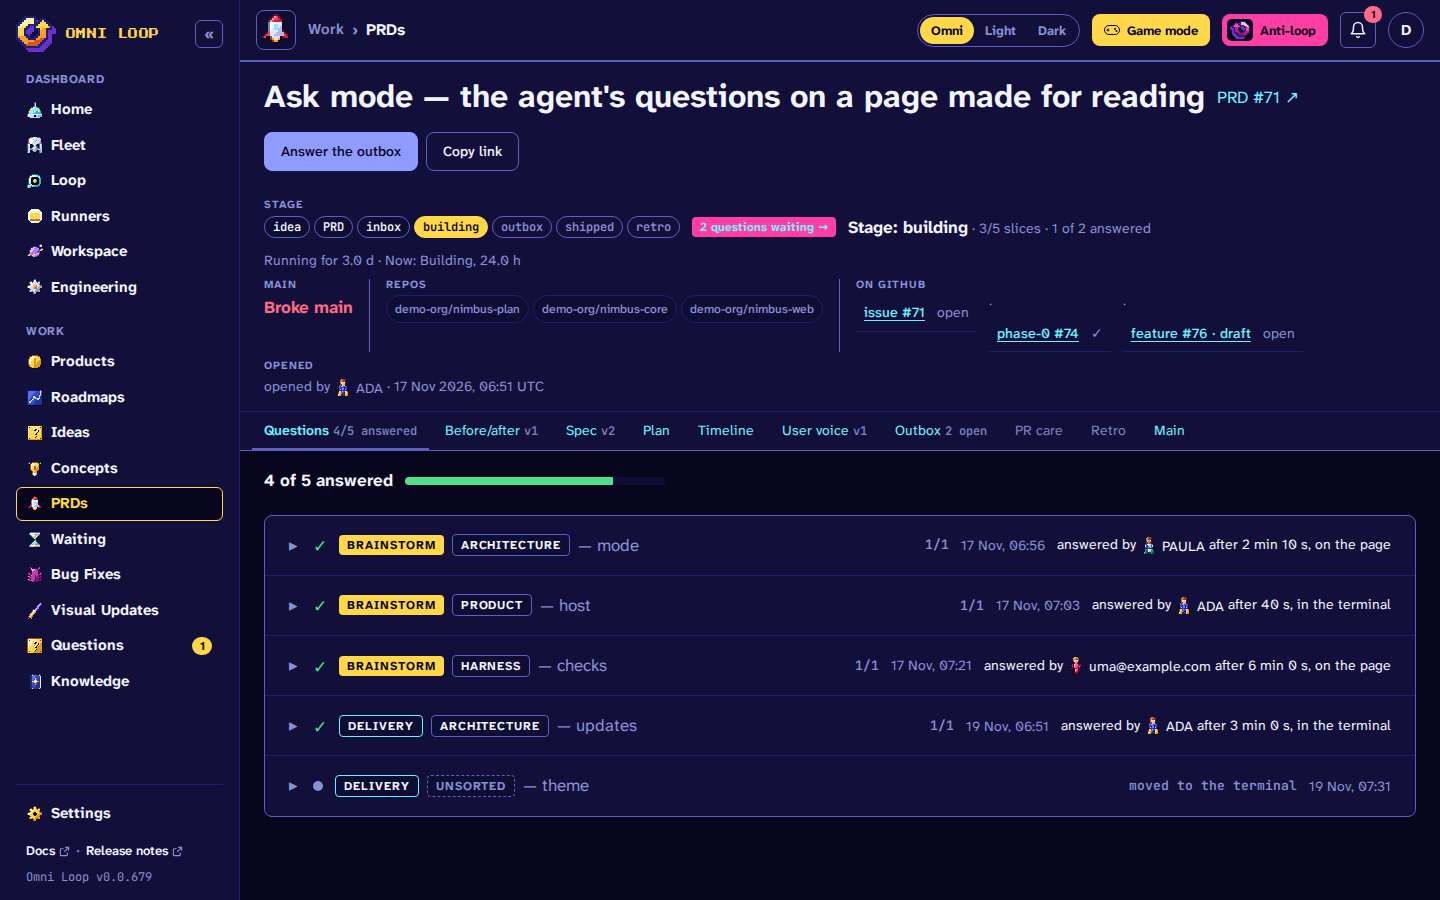 OMNI LOOP «
DASHBOARD
Home
Fleet
Loop
Runners
Workspace
Engineering
WORK
Products
Roadmaps
Ideas
Concepts
PRDs
Waiting
Bug Fixes
Visual Updates
Questions 1
Knowledge
Settings
Docs · Release notes
Omni Loop v0.0.679
Work › PRDs
Omni Light Dark
Game mode
Anti-loop
1
D
Ask mode — the agent's questions on a page made for reading PRD #71 ↗
Answer the outbox Copy link
STAGE
idea PRD inbox building outbox shipped retro 2 questions waiting → Stage: building · 3/5 slices · 1 of 2 answered
Running for 3.0 d · Now: Building, 24.0 h
MAIN
Broke main
REPOS
demo-org/nimbus-plan demo-org/nimbus-core demo-org/nimbus-web
ON GITHUB
issue #71 open
· phase-0 #74 ✓
· feature #76 · draft open
OPENED
opened by ADA · 17 Nov 2026, 06:51 UTC
Questions 4/5 answered Before/after v1 Spec v2 Plan Timeline User voice v1 Outbox 2 open PR care Retro Main
4 of 5 answered
▶ ✓ BRAINSTORM ARCHITECTURE — mode 1/1 17 Nov, 06:56 answered by PAULA after 2 min 10 s, on the page
▶ ✓ BRAINSTORM PRODUCT — host 1/1 17 Nov, 07:03 answered by ADA after 40 s, in the terminal
▶ ✓ BRAINSTORM HARNESS — checks 1/1 17 Nov, 07:21 answered by uma@example.com after 6 min 0 s, on the page
▶ ✓ DELIVERY ARCHITECTURE — updates 1/1 19 Nov, 06:51 answered by ADA after 3 min 0 s, in the terminal
▶ ● DELIVERY UNSORTED — theme moved to the terminal 19 Nov, 07:31